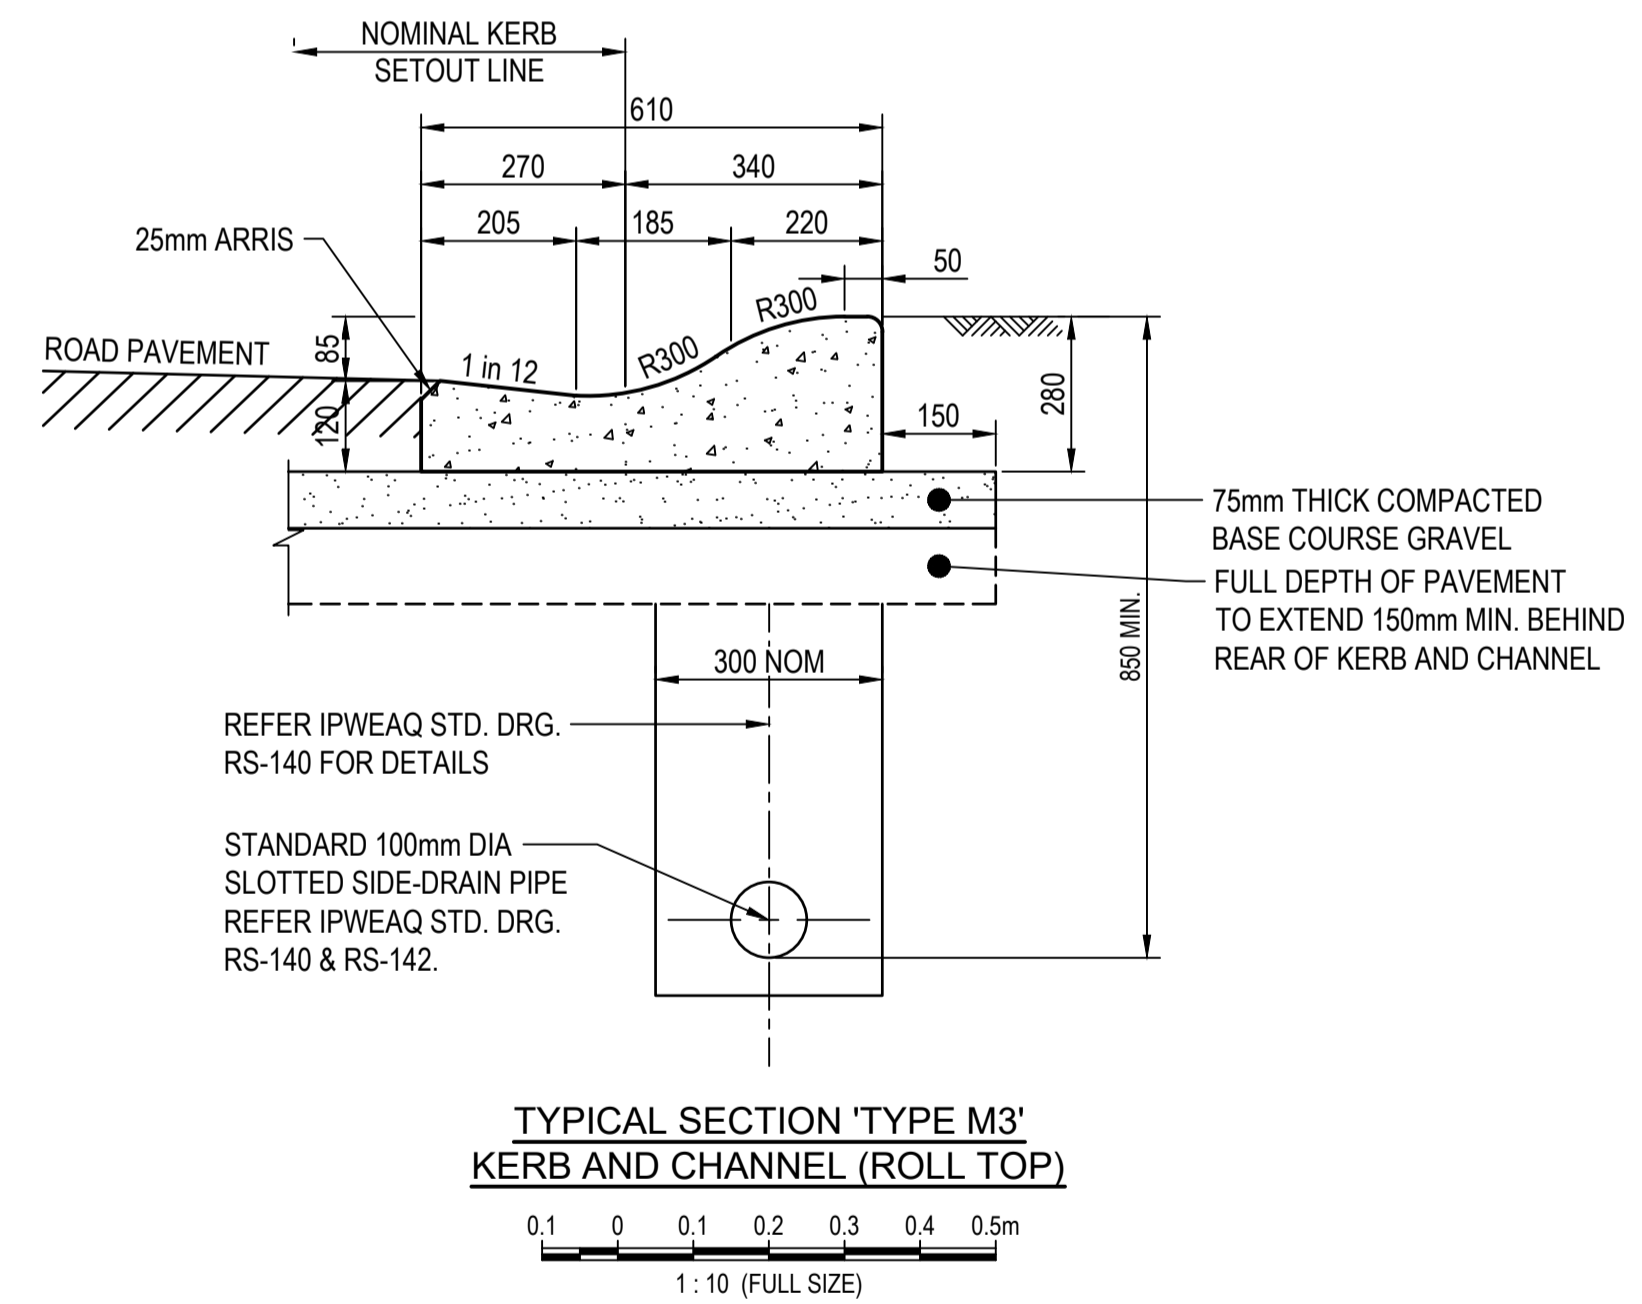 NOMINAL KERB
SETOUT LINE
610
270
340
205
185
220
25mm ARRIS
50
R300
ROAD PAVEMENT
85
1 in 12
R300
120
280
150
75mm THICK COMPACTED
BASE COURSE GRAVEL
FULL DEPTH OF PAVEMENT
TO EXTEND 150mm MIN. BEHIND
REAR OF KERB AND CHANNEL
850 MIN.
300 NOM
REFER IPWEAQ STD. DRG.
RS-140 FOR DETAILS
STANDARD 100mm DIA
SLOTTED SIDE-DRAIN PIPE
REFER IPWEAQ STD. DRG.
RS-140 & RS-142.
TYPICAL SECTION 'TYPE M3'
KERB AND CHANNEL (ROLL TOP)
0.1 0 0.1 0.2 0.3 0.4 0.5m
1 : 10 (FULL SIZE)